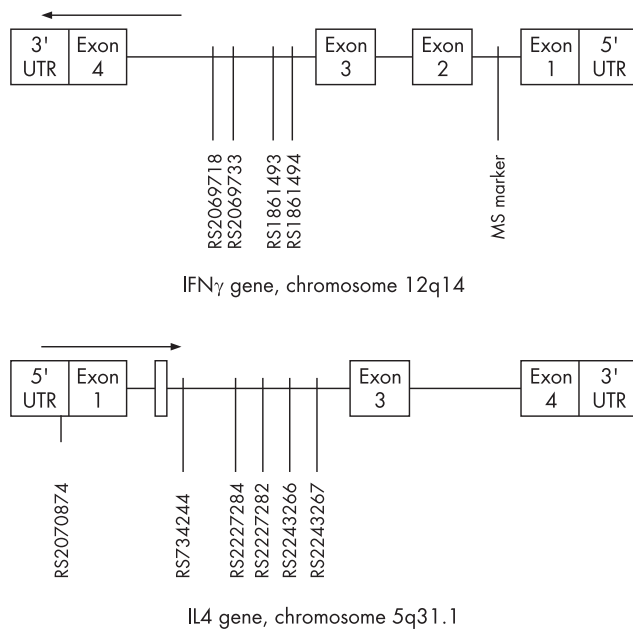 3' UTR
Exon 4
Exon 3
Exon 2
Exon 1
5' UTR
RS2069718
RS2069733
RS1861493
RS1861494
MS marker
IFNγ gene, chromosome 12q14
5' UTR
Exon 1
Exon 3
Exon 4
3' UTR
RS2070874
RS734244
RS2227284
RS2227282
RS2243266
RS2243267
IL4 gene, chromosome 5q31.1